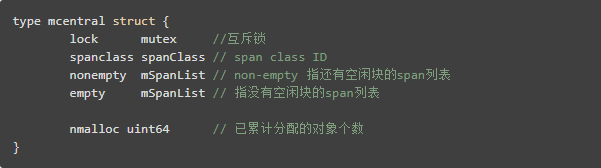 type mcentral struct {
lock mutex //互斥锁
spanclass spanClass // span class ID
nonempty mSpanList // non-empty 指还有空闲块的span列表
empty mSpanList // 指没有空闲块的span列表
nmalloc uint64 // 已累计分配的对象个数
}